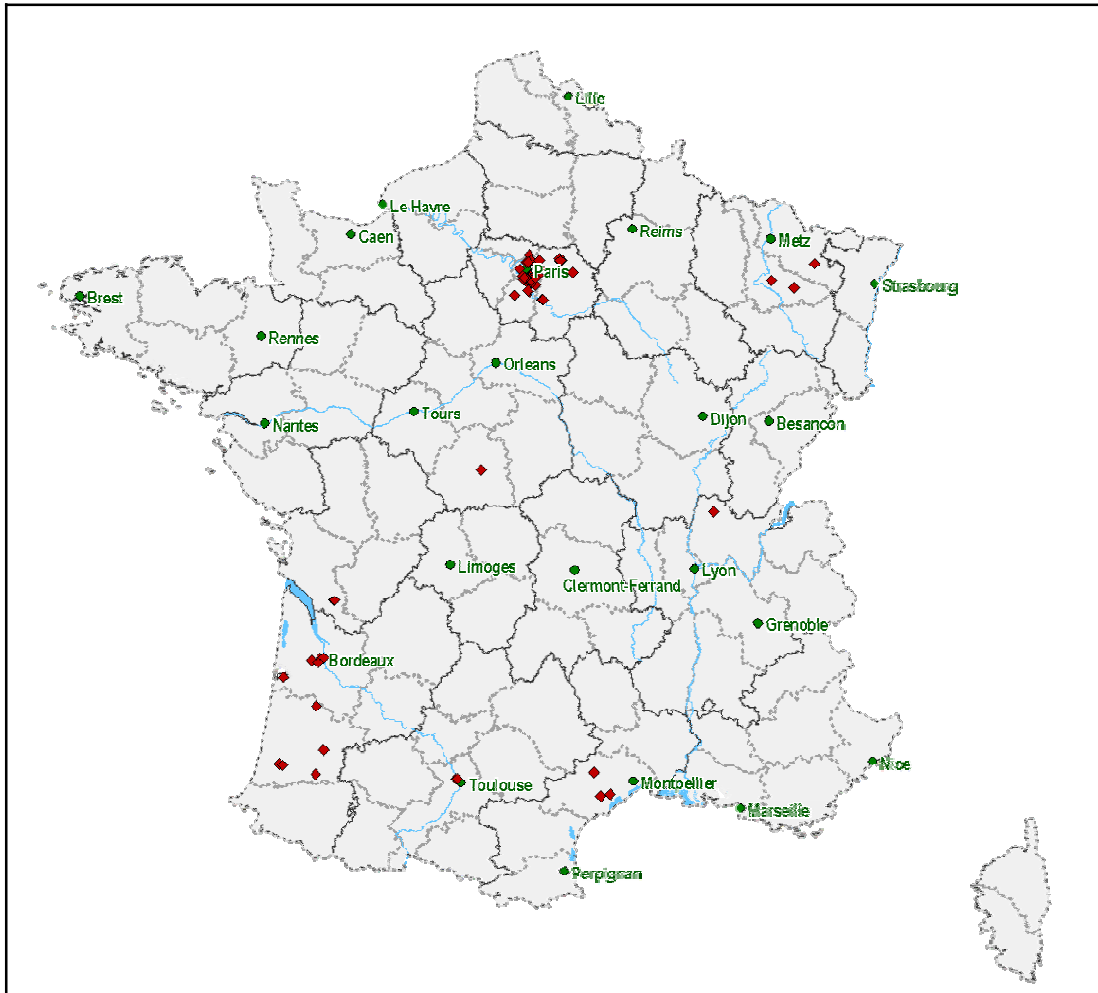 Lille
Le Havre
Caen
Reims
Metz
Paris
Strasbourg
Brest
Rennes
Orleans
Tours
Nantes
Dijon
Besançon
Limoges
Clermont-Ferrand
Lyon
Grenoble
Bordeaux
Toulouse
Montpellier
Nice
Marseille
Perpignan